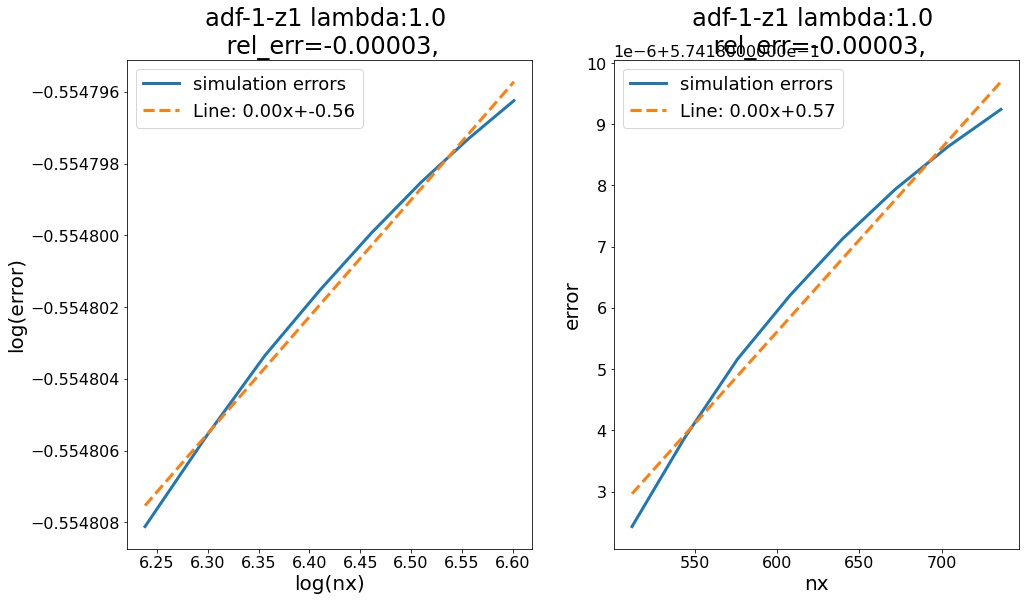 adf-1-z1 lambda:1.0
rel_err=-0.00003,
simulation errors
Line: 0.00x+-0.56
−0.554796
−0.554798
−0.554800
−0.554802
−0.554804
−0.554806
−0.554808
log(error)
6.25 6.30 6.35 6.40 6.45 6.50 6.55 6.60
log(nx)
adf-1-z1 lambda:1.0
rel_err=-0.00003,
1e−6+5.7418000000e−1
simulation errors
Line: 0.00x+0.57
10
9
8
7
6
5
4
3
error
550 600 650 700
nx